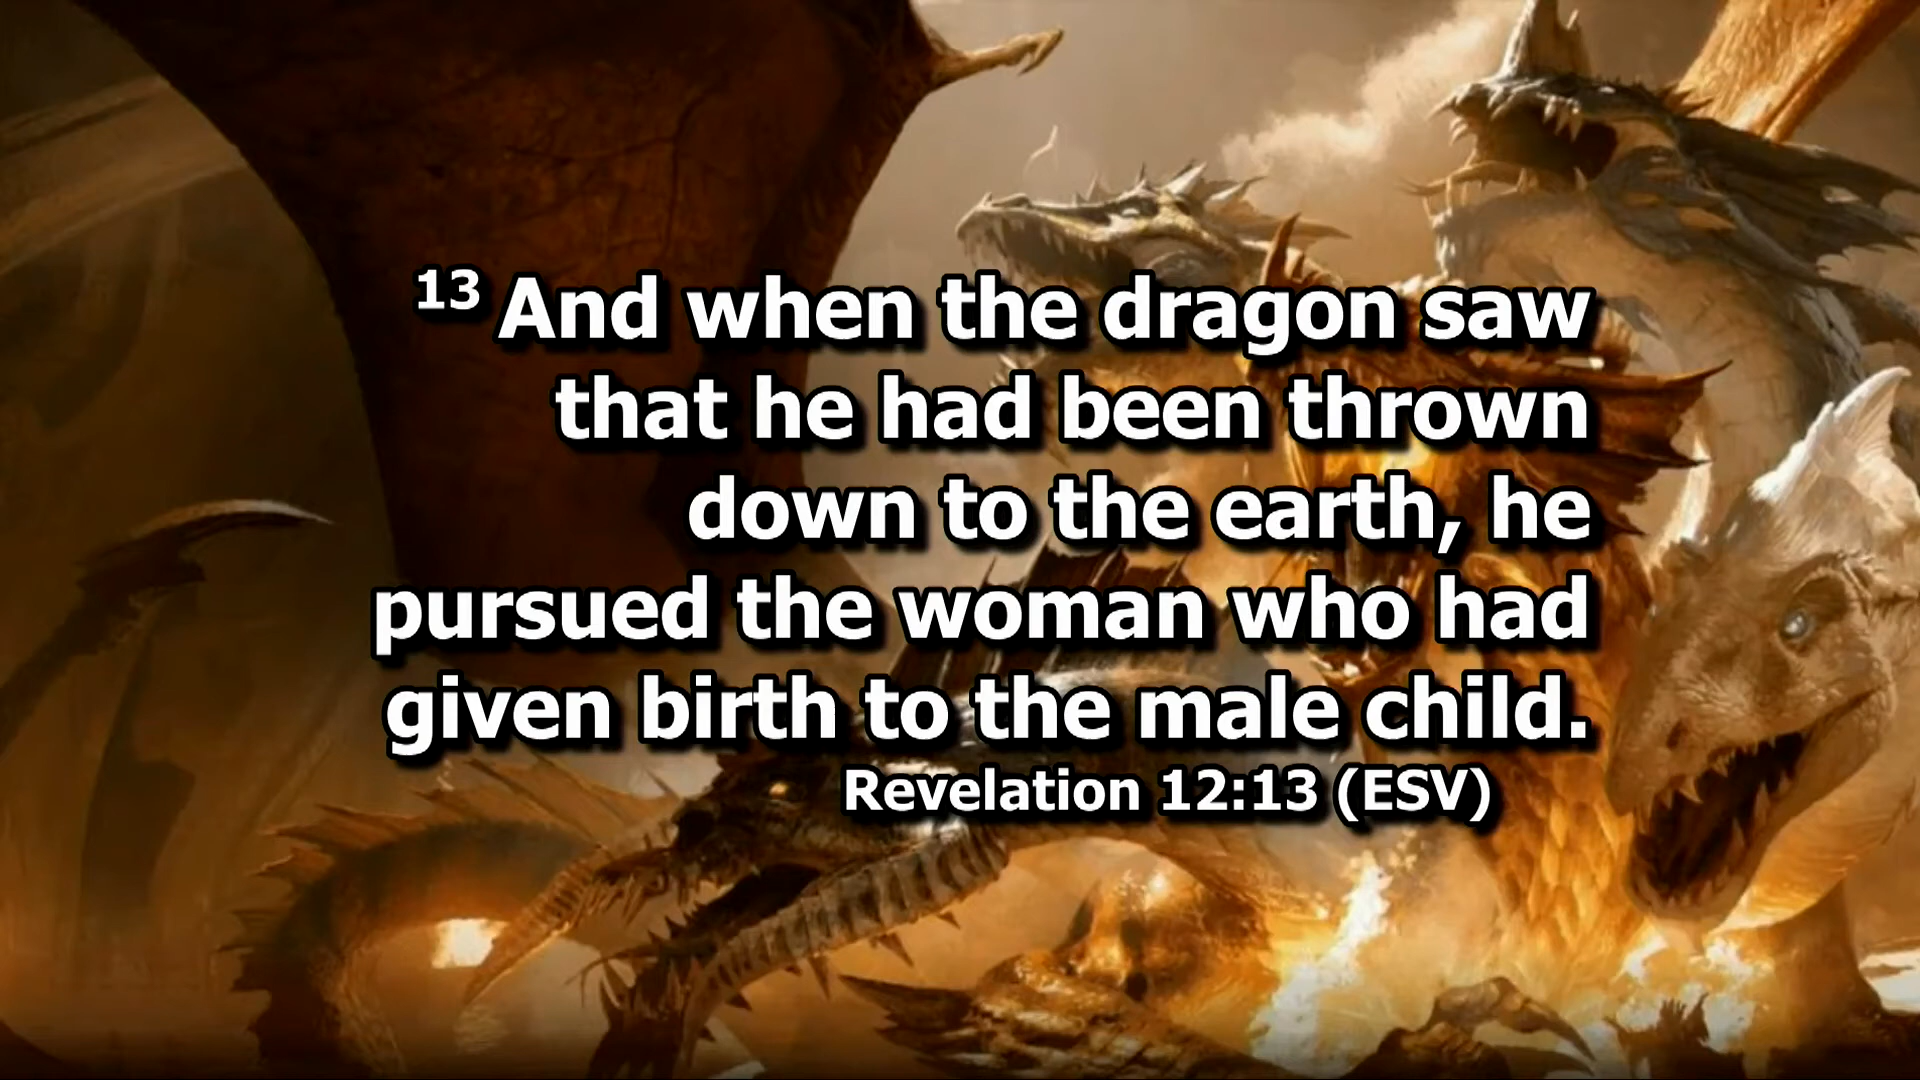 13 And when the dragon saw
that he had been thrown
down to the earth, he
pursued the woman who had
given birth to the male child.
Revelation 12:13 (ESV)